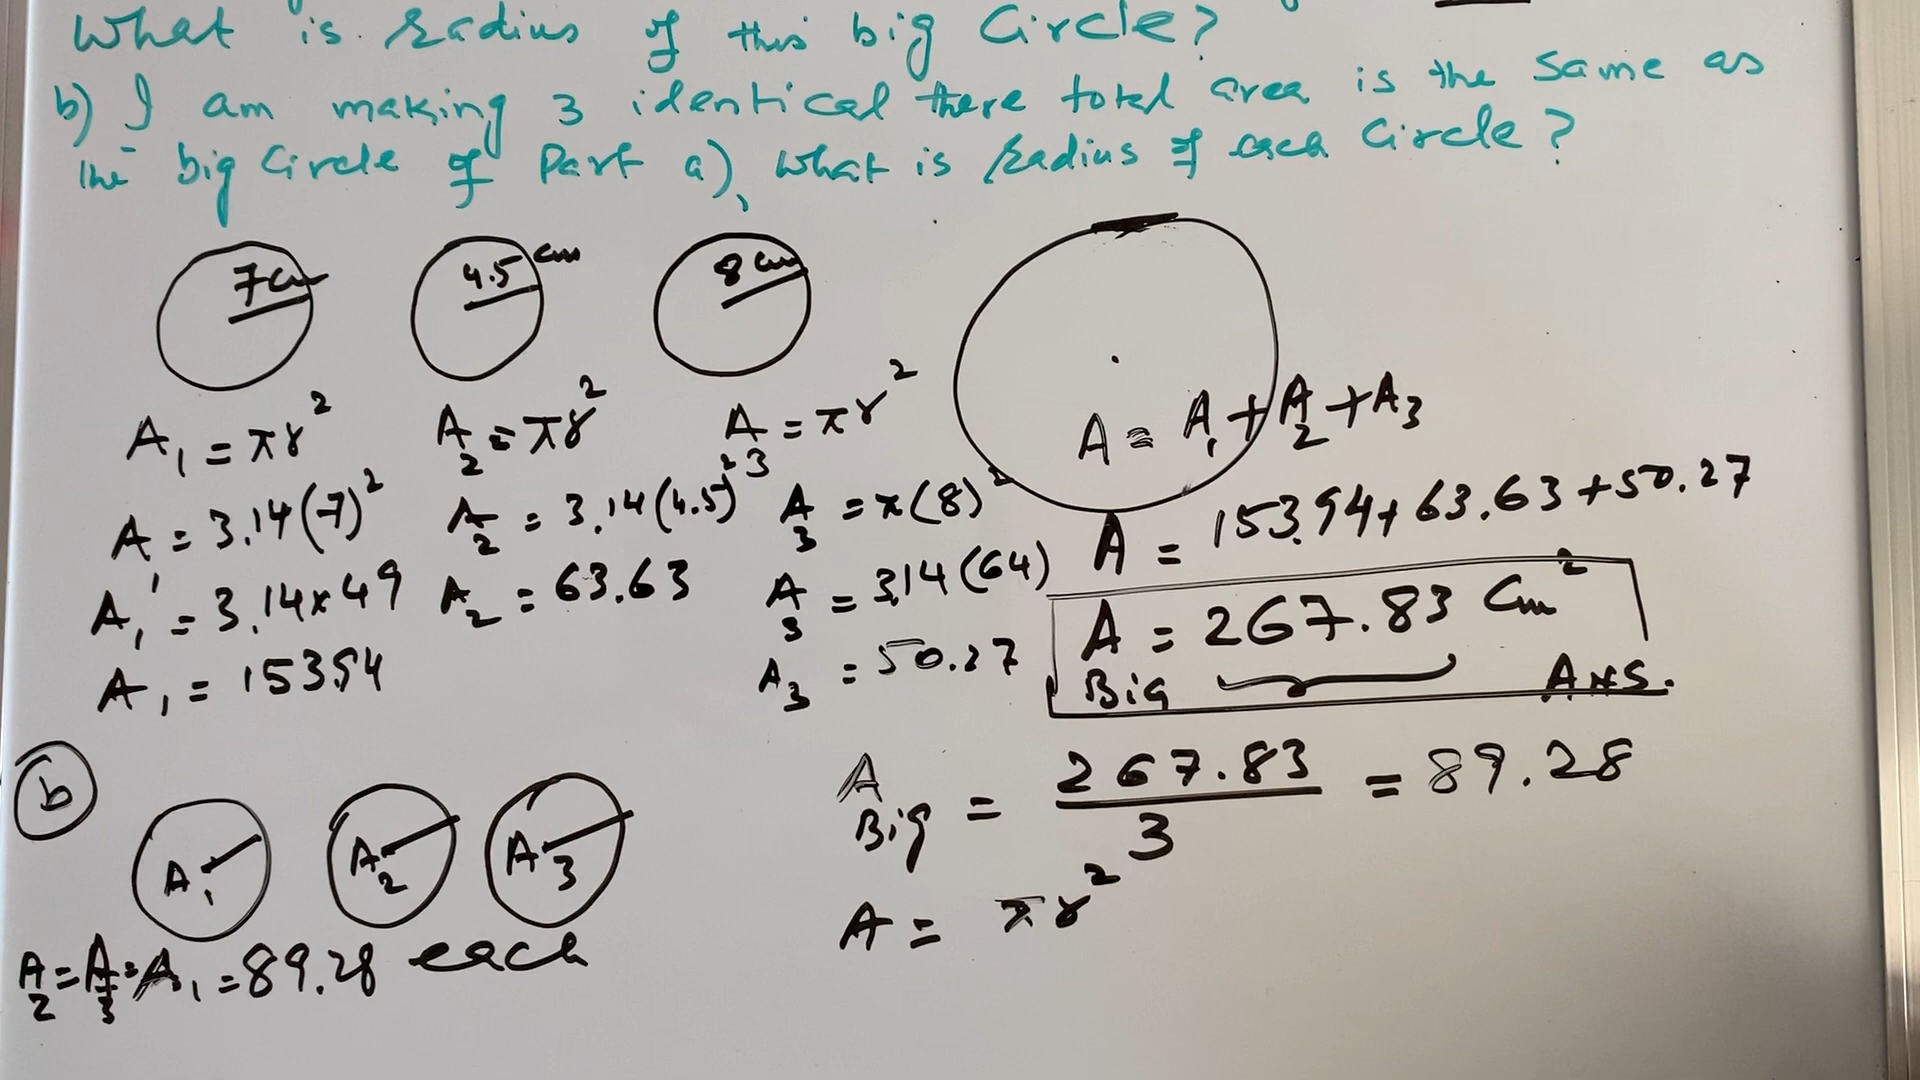 What is radius of this big Circle?
b) I am making 3 identical there total area is the same as
the big Circle of Part a), what is radius of each Circle?
7cm
4.5 cm
8 cm
A₁ = πr²
A₂ = πr²
A₃ = πr²
A = A₁ + A₂ + A₃
A₁ = 3.14(7)²
A₂ = 3.14(4.5)²
A₃ = π(8)²
A = 153.94 + 63.63 + 50.27
A₁ = 3.14 x 49
A₂ = 63.63
A₃ = 3.14(64)
A Big = 267.83 Cm² Ans.
A₁ = 153.94
A₃ = 50.27
b
A Big = 267.83 / 3 = 89.28
A₁
A₂
A₃
A = πr²
A₂ = A₃ = A₁ = 89.28 each